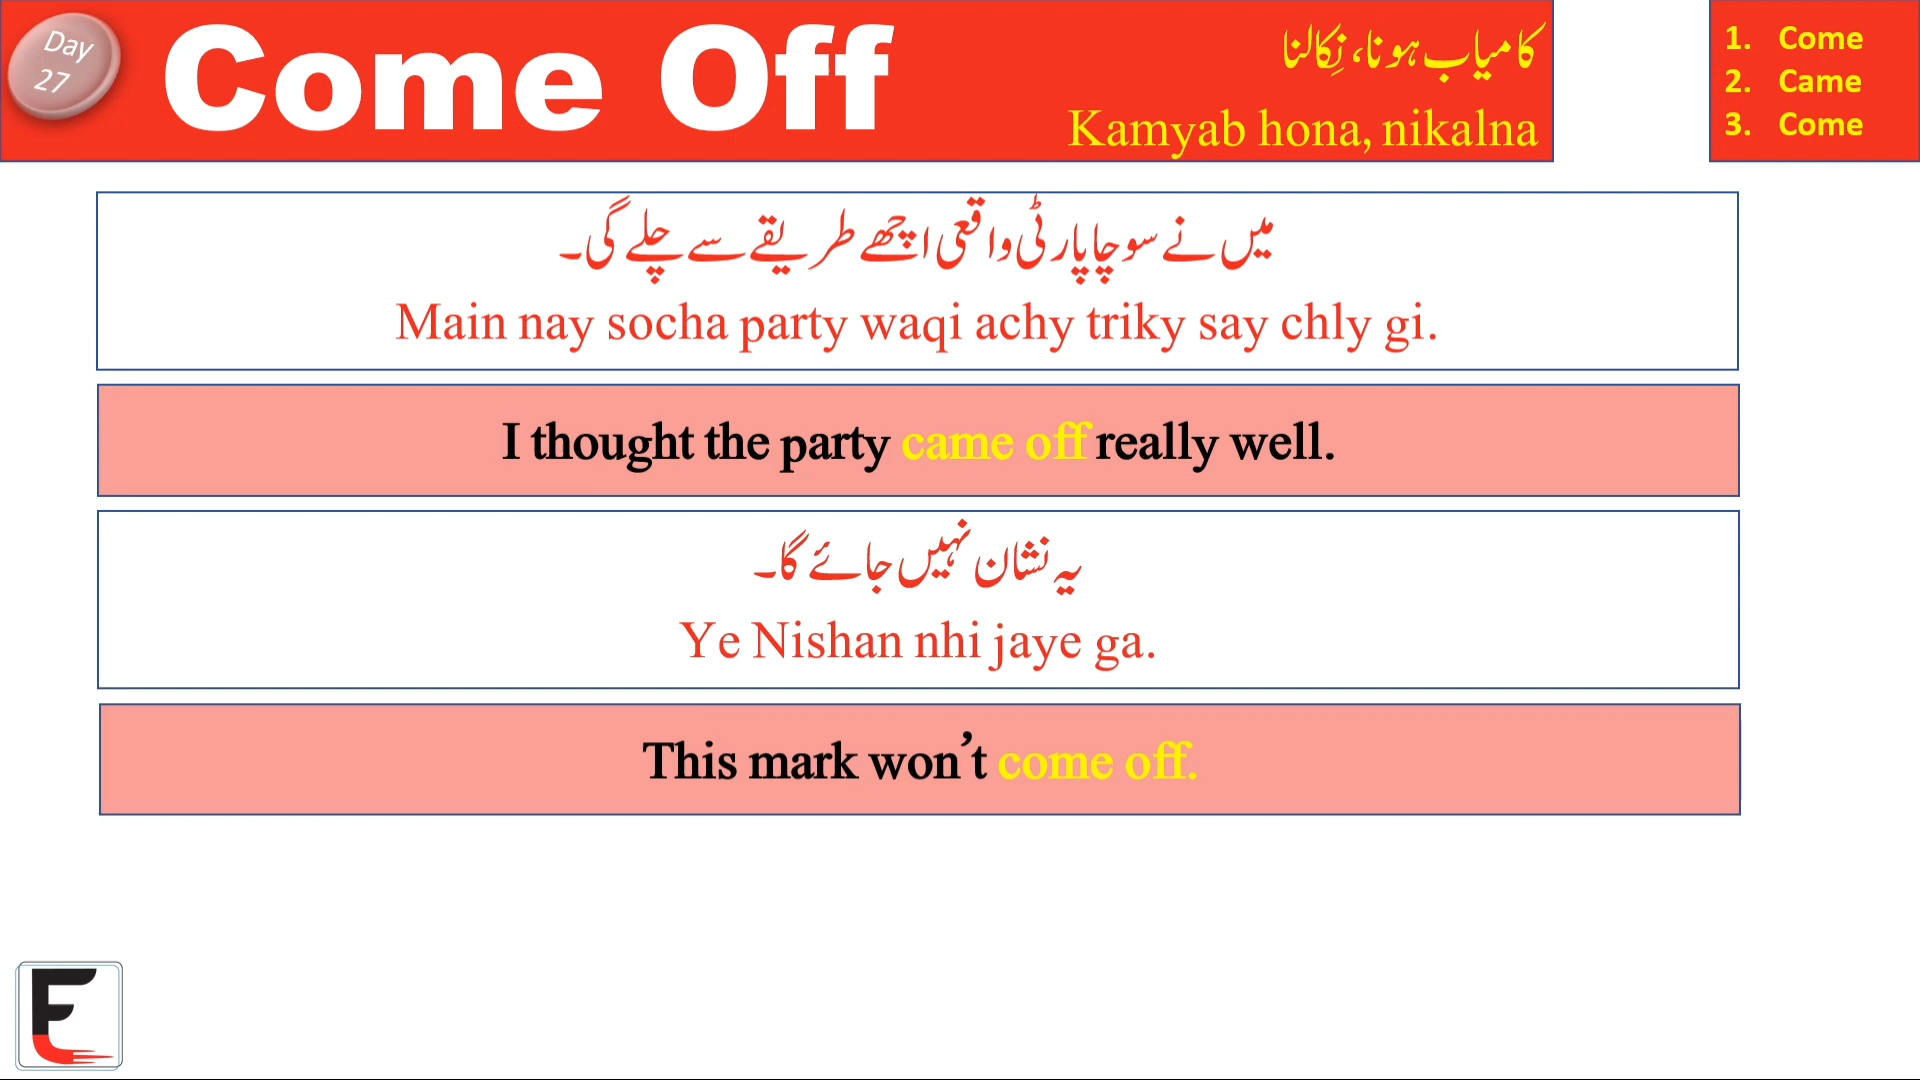 Day
27
Come Off
کامیاب ہونا، نِکالنا
Kamyab hona, nikalna
1. Come
2. Came
3. Come
میں نے سوچا پارٹی واقعی اچھے طریقے سے چلے گی۔
Main nay socha party waqi achy triky say chly gi.
I thought the party came off really well.
یہ نشان نہیں جائے گا۔
Ye Nishan nhi jaye ga.
This mark won’t come off.